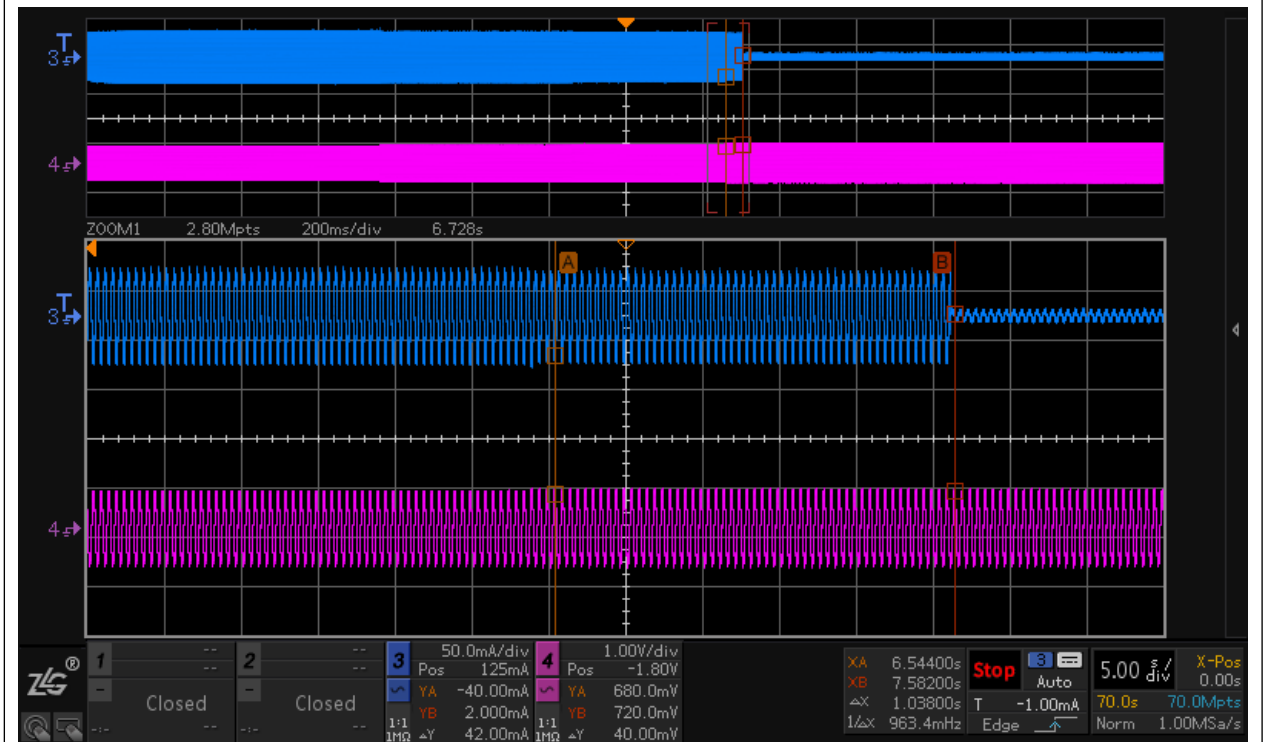 T
3
4
ZOOM1 2.80Mpts 200ms/div 6.728s
A
B
T
3
4
ZLG®
1 -- --
-
Closed
-:-
2 -- --
-
Closed
-:-
3 50.0mA/div
Pos 125mA
YA -40.00mA
YB 2.000mA
1:1
1MΩ △Y 42.00mA
4 1.00V/div
Pos -1.80V
YA 680.0mV
YB 720.0mV
1:1
1MΩ △Y 40.00mV
XA 6.54400s
XB 7.58200s
△X 1.03800s
1/△X 963.4mHz
Stop 3
Auto
T -1.00mA
Edge
5.00 s/div X-Pos
0.00s
70.0s 70.0Mpts
Norm 1.00MSa/s